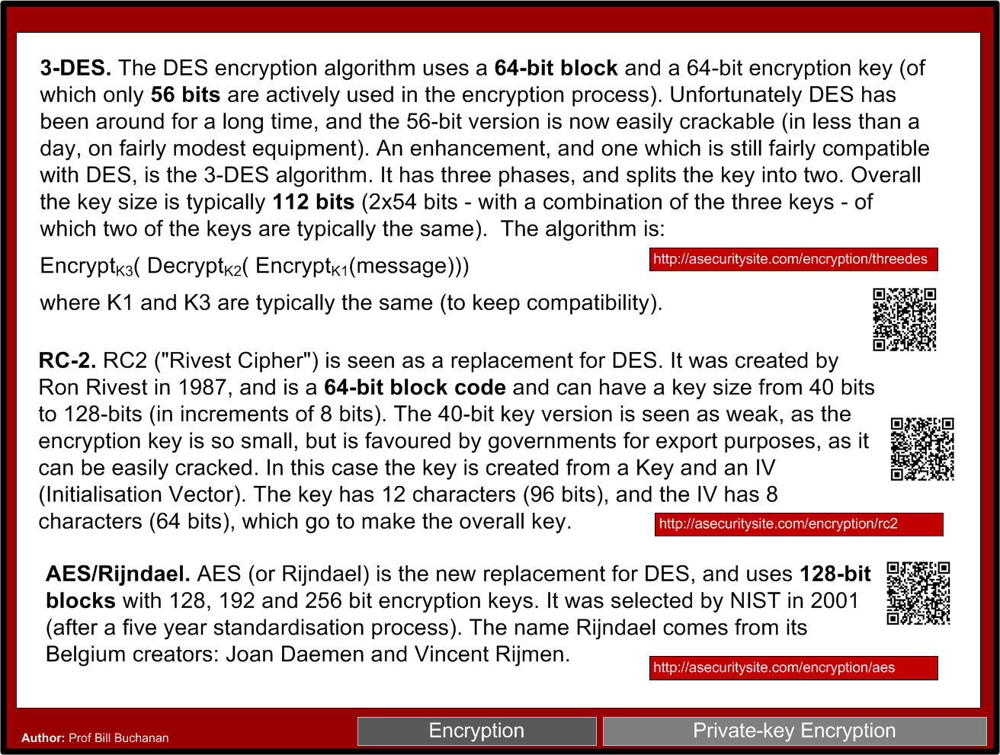 3-DES. The DES encryption algorithm uses a 64-bit block and a 64-bit encryption key (of
which only 56 bits are actively used in the encryption process). Unfortunately DES has
been around for a long time, and the 56-bit version is now easily crackable (in less than a
day, on fairly modest equipment). An enhancement, and one which is still fairly compatible
with DES, is the 3-DES algorithm. It has three phases, and splits the key into two. Overall
the key size is typically 112 bits (2x54 bits - with a combination of the three keys - of
which two of the keys are typically the same).  The algorithm is:
EncryptK3( DecryptK2( EncryptK1(message)))
http://asecuritysite.com/encryption/threedes
where K1 and K3 are typically the same (to keep compatibility).
RC-2. RC2 ("Rivest Cipher") is seen as a replacement for DES. It was created by
Ron Rivest in 1987, and is a 64-bit block code and can have a key size from 40 bits
to 128-bits (in increments of 8 bits). The 40-bit key version is seen as weak, as the
encryption key is so small, but is favoured by governments for export purposes, as it
can be easily cracked. In this case the key is created from a Key and an IV
(Initialisation Vector). The key has 12 characters (96 bits), and the IV has 8
characters (64 bits), which go to make the overall key.
http://asecuritysite.com/encryption/rc2
AES/Rijndael. AES (or Rijndael) is the new replacement for DES, and uses 128-bit
blocks with 128, 192 and 256 bit encryption keys. It was selected by NIST in 2001
(after a five year standardisation process). The name Rijndael comes from its
Belgium creators: Joan Daemen and Vincent Rijmen.
http://asecuritysite.com/encryption/aes
Author: Prof Bill Buchanan
Encryption
Private-key Encryption